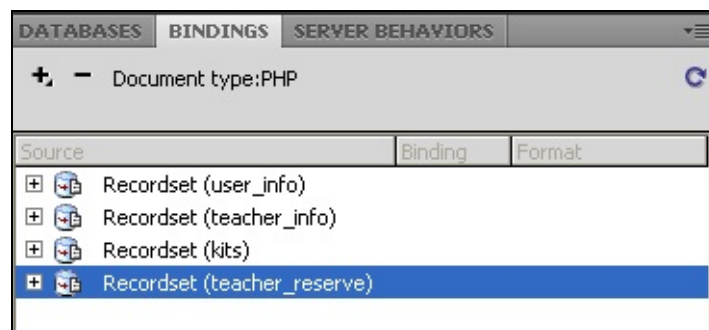 DATABASES BINDINGS SERVER BEHAVIORS
Document type:PHP
Source Binding Format
Recordset (user_info)
Recordset (teacher_info)
Recordset (kits)
Recordset (teacher_reserve)